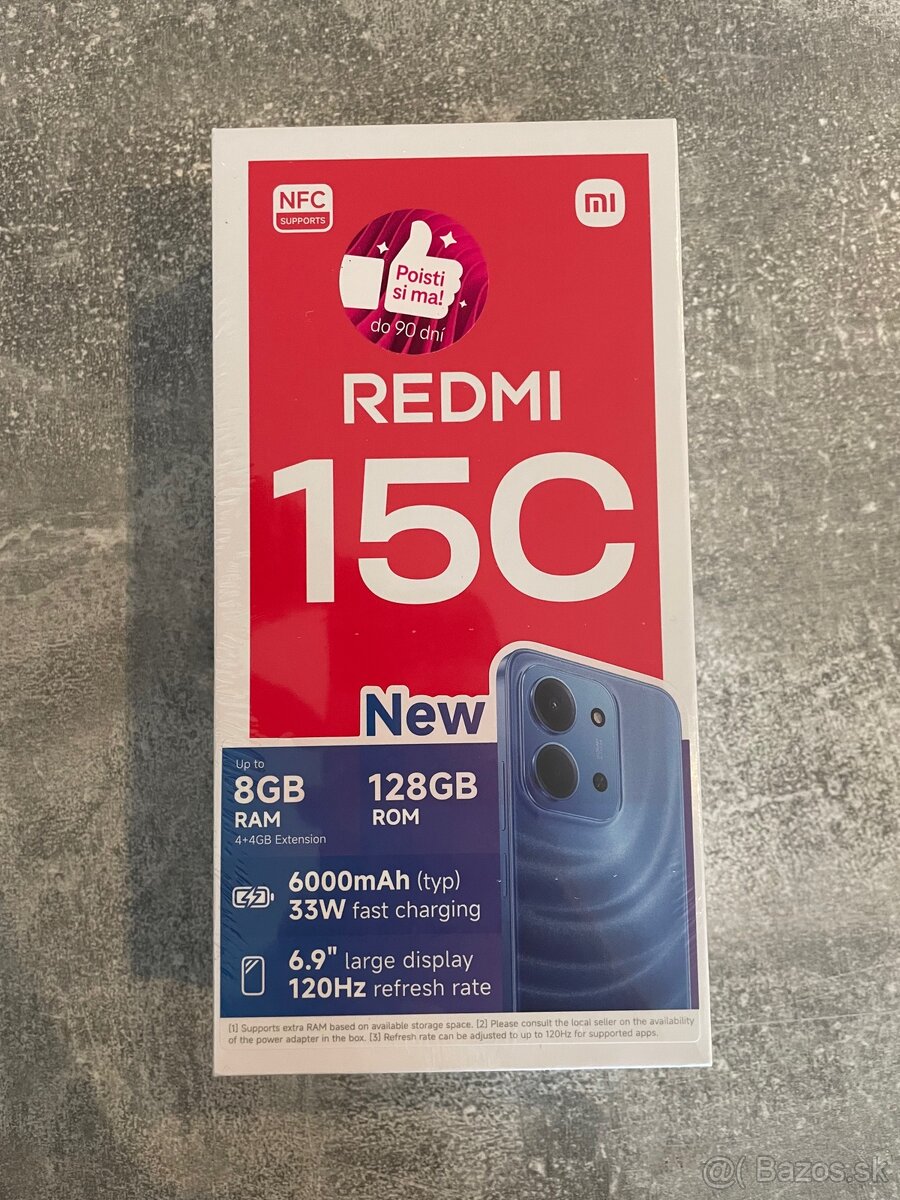 NFC
SUPPORTS
mi
Poisti
si ma!
do 90 dní
REDMI
15C
New
Up to
8GB
RAM
4+4GB Extension
128GB
ROM
6000mAh (typ)
33W fast charging
6.9" large display
120Hz refresh rate
[1] Supports extra RAM based on available storage space. [2] Please consult the local seller on the availability
of the power adapter in the box. [3] Refresh rate can be adjusted to up to 120Hz for supported apps.
@( Bazos.sk